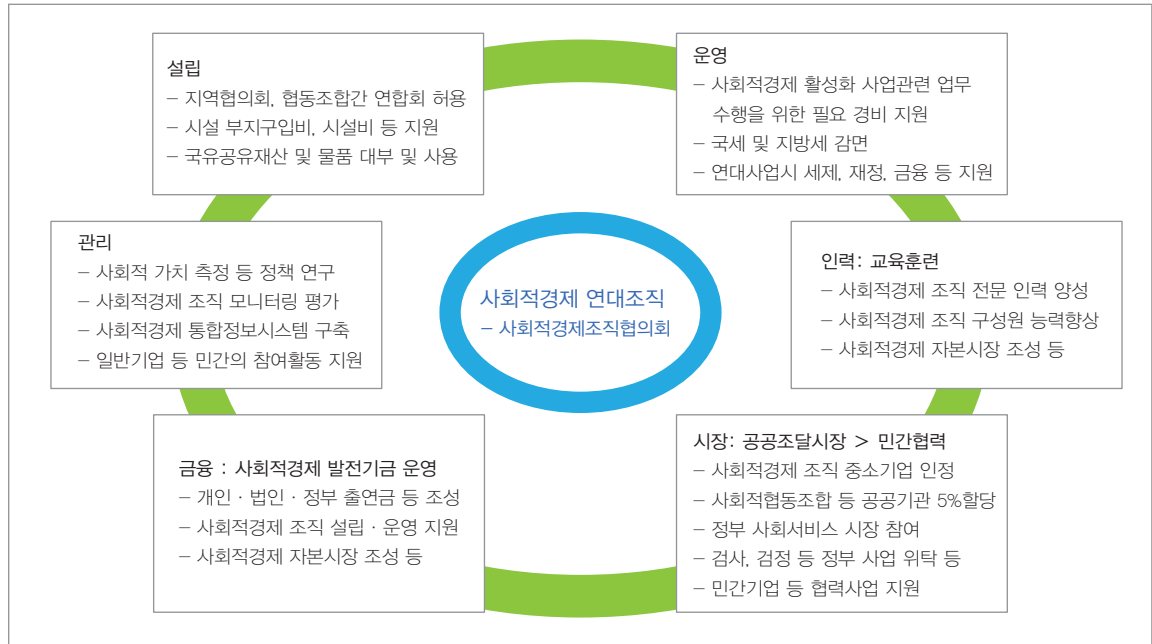 설립
– 지역협의회, 협동조합간 연합회 허용
– 시설 부지구입비, 시설비 등 지원
– 국유공유재산 및 물품 대부 및 사용
운영
– 사회적경제 활성화 사업관련 업무
수행을 위한 필요 경비 지원
– 국세 및 지방세 감면
– 연대사업시 세제, 재정, 금융 등 지원
관리
– 사회적 가치 측정 등 정책 연구
– 사회적경제 조직 모니터링 평가
– 사회적경제 통합정보시스템 구축
– 일반기업 등 민간의 참여활동 지원
사회적경제 연대조직
– 사회적경제조직협의회
인력: 교육훈련
– 사회적경제 조직 전문 인력 양성
– 사회적경제 조직 구성원 능력향상
– 사회적경제 자본시장 조성 등
금융 : 사회적경제 발전기금 운영
– 개인 · 법인 · 정부 출연금 등 조성
– 사회적경제 조직 설립 · 운영 지원
– 사회적경제 자본시장 조성 등
시장: 공공조달시장 > 민간협력
– 사회적경제 조직 중소기업 인정
– 사회적협동조합 등 공공기관 5%할당
– 정부 사회서비스 시장 참여
– 검사, 검정 등 정부 사업 위탁 등
– 민간기업 등 협력사업 지원